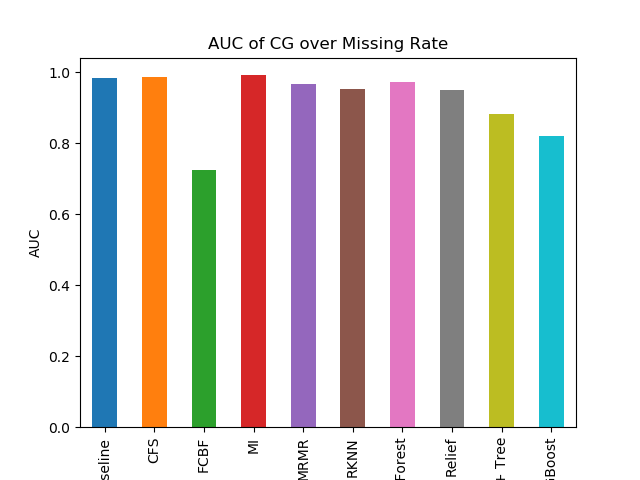 AUC of CG over Missing Rate
1.0
0.8
0.6
0.4
0.2
0.0
AUC
seline
CFS
FCBF
MI
MRMR
RKNN
Forest
Relief
+ Tree
Boost